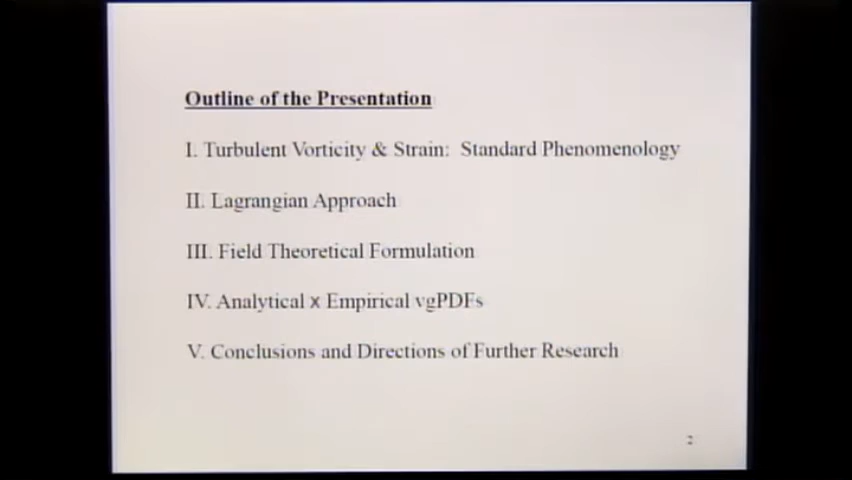 Outline of the Presentation
I. Turbulent Vorticity & Strain: Standard Phenomenology
II. Lagrangian Approach
III. Field Theoretical Formulation
IV. Analytical x Empirical vgPDFs
V. Conclusions and Directions of Further Research
2